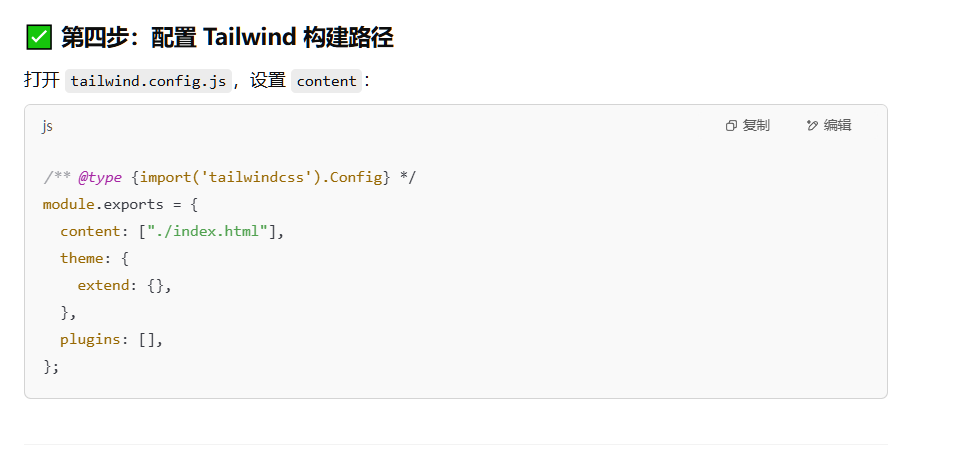 ✅ 第四步：配置 Tailwind 构建路径
打开 tailwind.config.js，设置 content：
js 复制 编辑
/** @type {import('tailwindcss').Config} */
module.exports = {
  content: ["./index.html"],
  theme: {
    extend: {},
  },
  plugins: [],
};